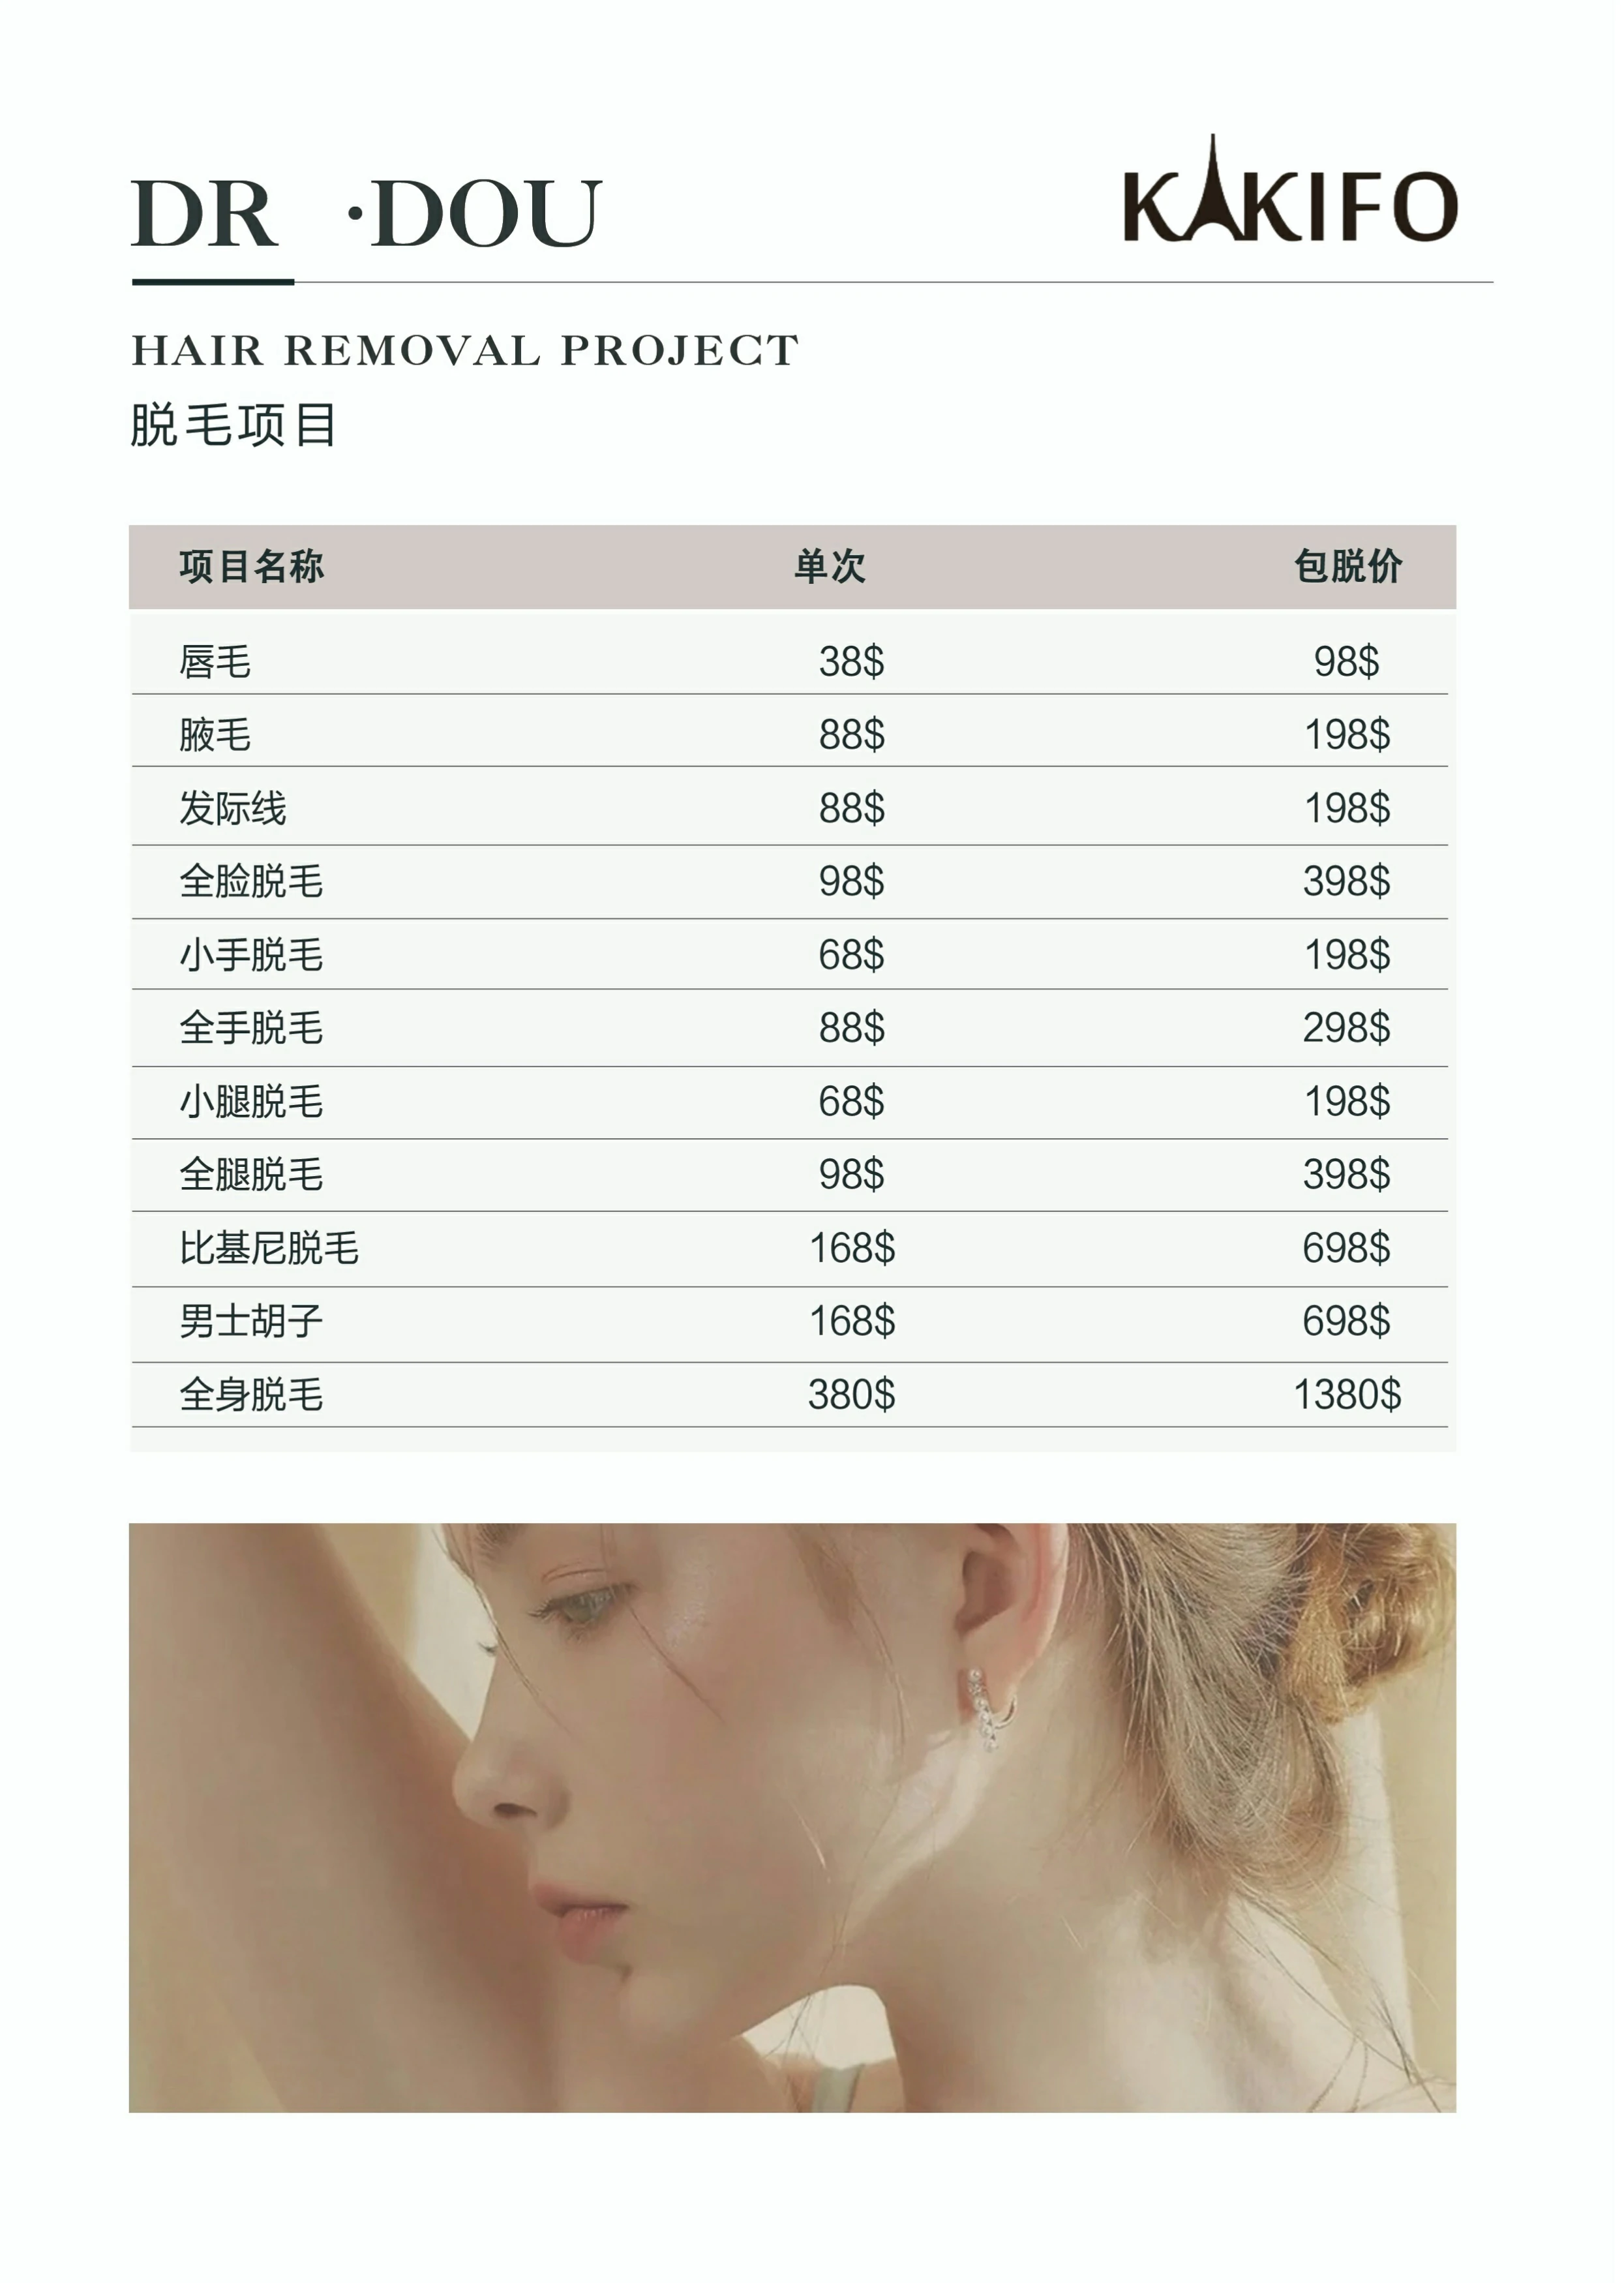 DR ·DOU
KAKIFO
HAIR REMOVAL PROJECT
脱毛项目
项目名称 单次 包脱价
唇毛 38$ 98$
腋毛 88$ 198$
发际线 88$ 198$
全脸脱毛 98$ 398$
小手脱毛 68$ 198$
全手脱毛 88$ 298$
小腿脱毛 68$ 198$
全腿脱毛 98$ 398$
比基尼脱毛 168$ 698$
男士胡子 168$ 698$
全身脱毛 380$ 1380$